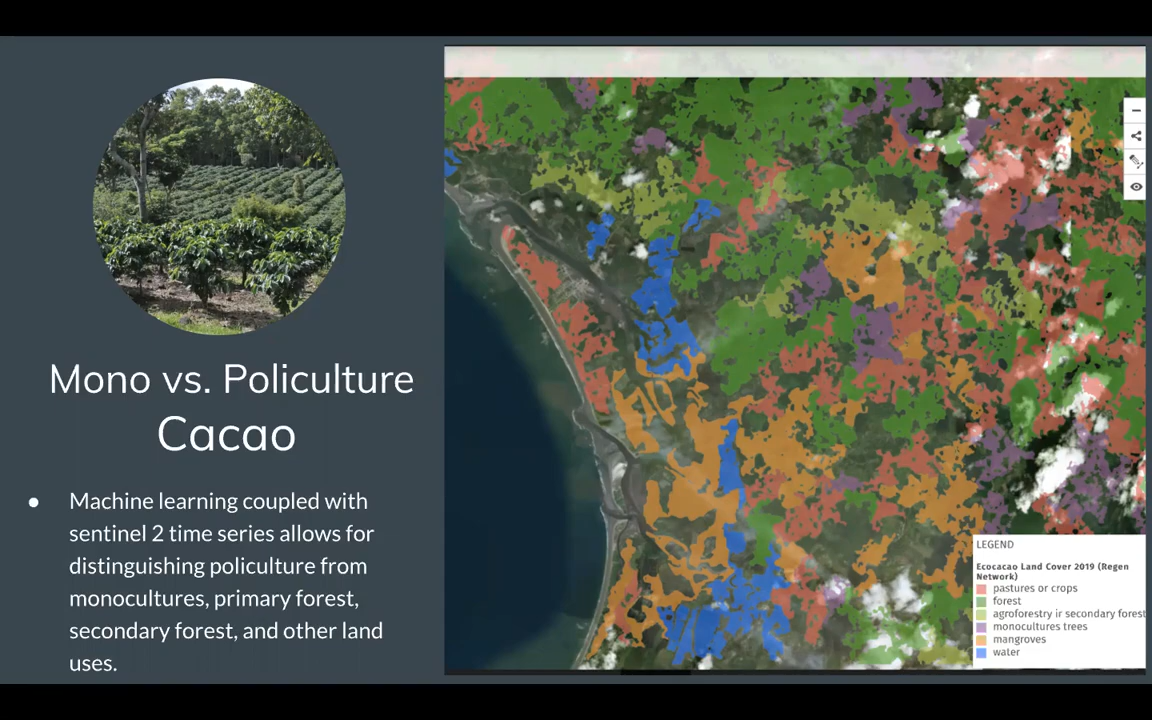 Mono vs. Policulture
Cacao
● Machine learning coupled with
sentinel 2 time series allows for
distinguishing policulture from
monocultures, primary forest,
secondary forest, and other land
uses.
LEGEND
Ecocacao Land Cover 2019 (Regen
Network)
pastures or crops
forest
agroforestry ir secondary forest
monocultures trees
mangroves
water